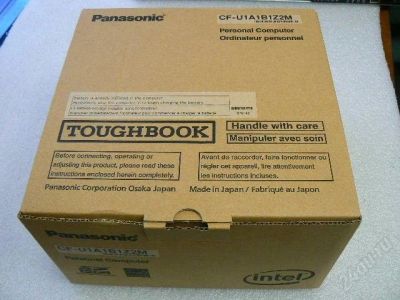 Panasonic
CF-U1A1B1Z2M
Personal Computer
Ordinateur personnel
TOUGHBOOK
Handle with care
Manipuler avec soin
Before connecting, operating or
adjusting this product, please read these
instructions enclosed herein completely.
Avant de raccorder, faire fonctionner ou
régler cet appareil, lire attentivement
les instructions incluses.
Panasonic Corporation Osaka Japan
Made in Japan / Fabriqué au Japon
Panasonic
CF-U1A1B1Z2M
Personal Computer
intel